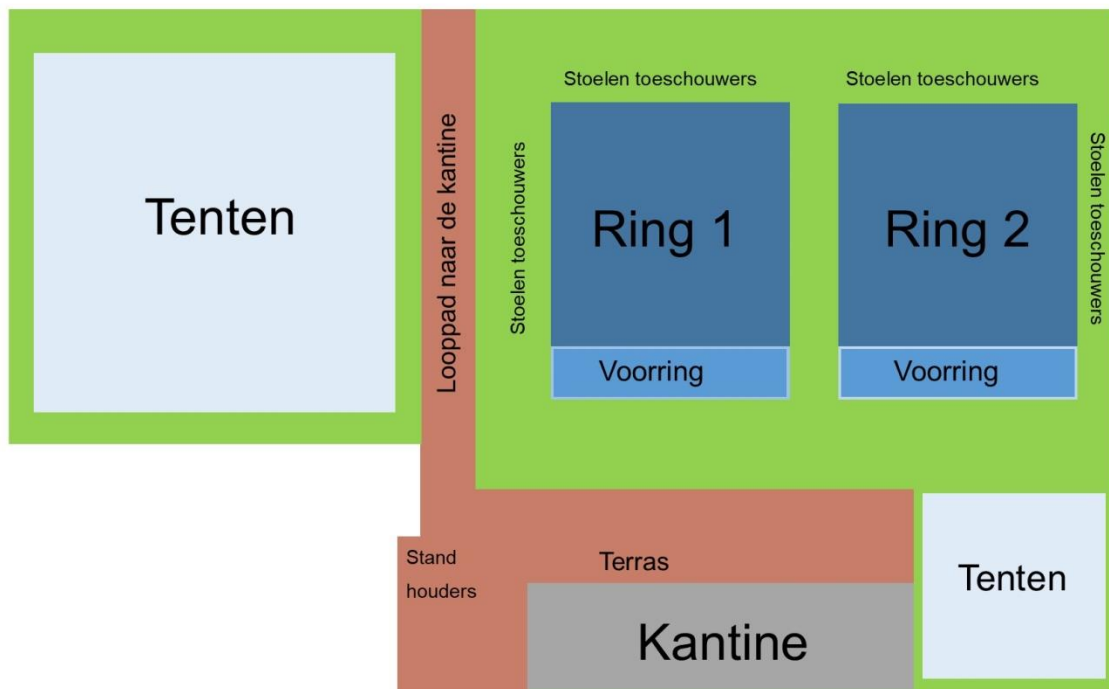 Stoelen toeschouwers
Stoelen toeschouwers
Tenten
Looppad naar de kantine
Stoelen toeschouwers
Ring 1
Ring 2
Stoelen toeschouwers
Voorring
Voorring
Stand
houders
Terras
Tenten
Kantine